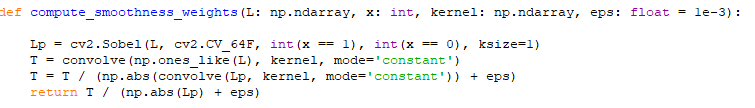 def compute_smoothness_weights(L: np.ndarray, x: int, kernel: np.ndarray, eps: float = 1e-3):
Lp = cv2.Sobel(L, cv2.CV_64F, int(x == 1), int(x == 0), ksize=1)
T = convolve(np.ones_like(L), kernel, mode='constant')
T = T / (np.abs(convolve(Lp, kernel, mode='constant')) + eps)
return T / (np.abs(Lp) + eps)